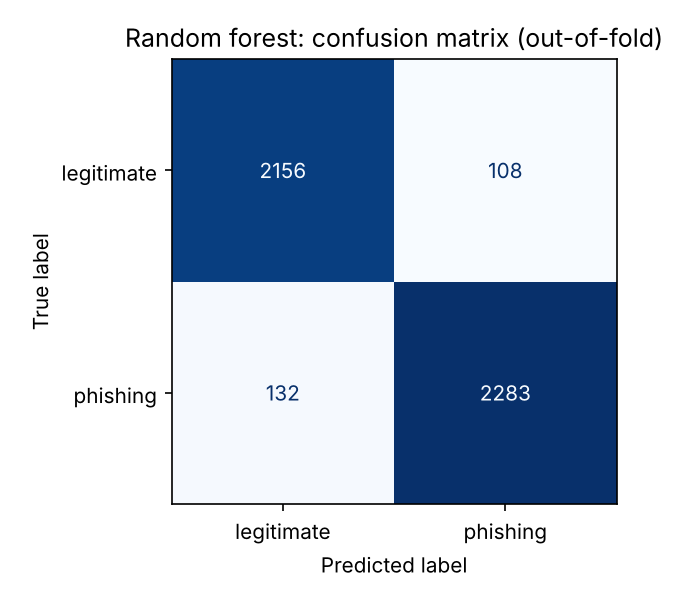 Random forest: confusion matrix (out-of-fold)
True label
legitimate
2156
108
phishing
132
2283
legitimate
phishing
Predicted label